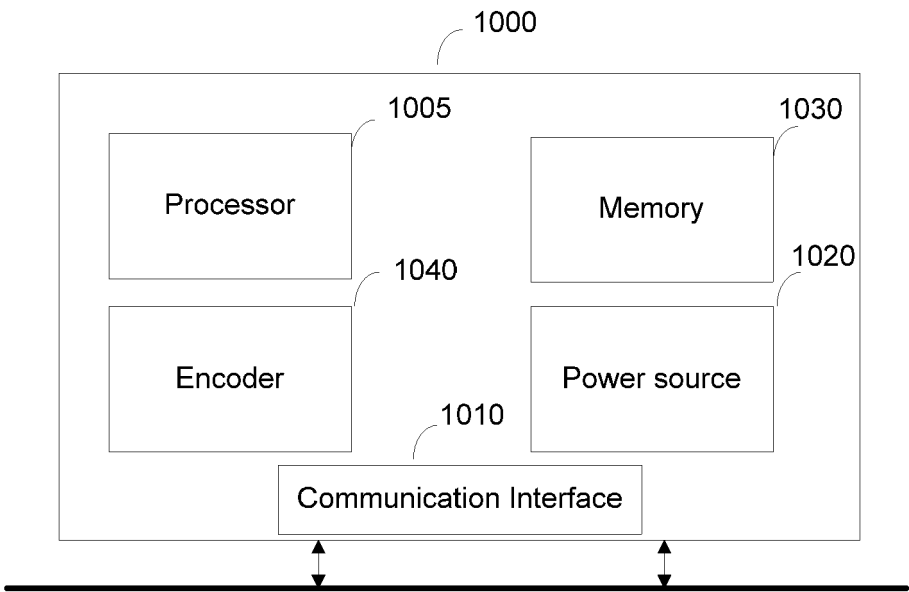 1000
1005
1030
Processor
Memory
1040
1020
Encoder
Power source
1010
Communication Interface